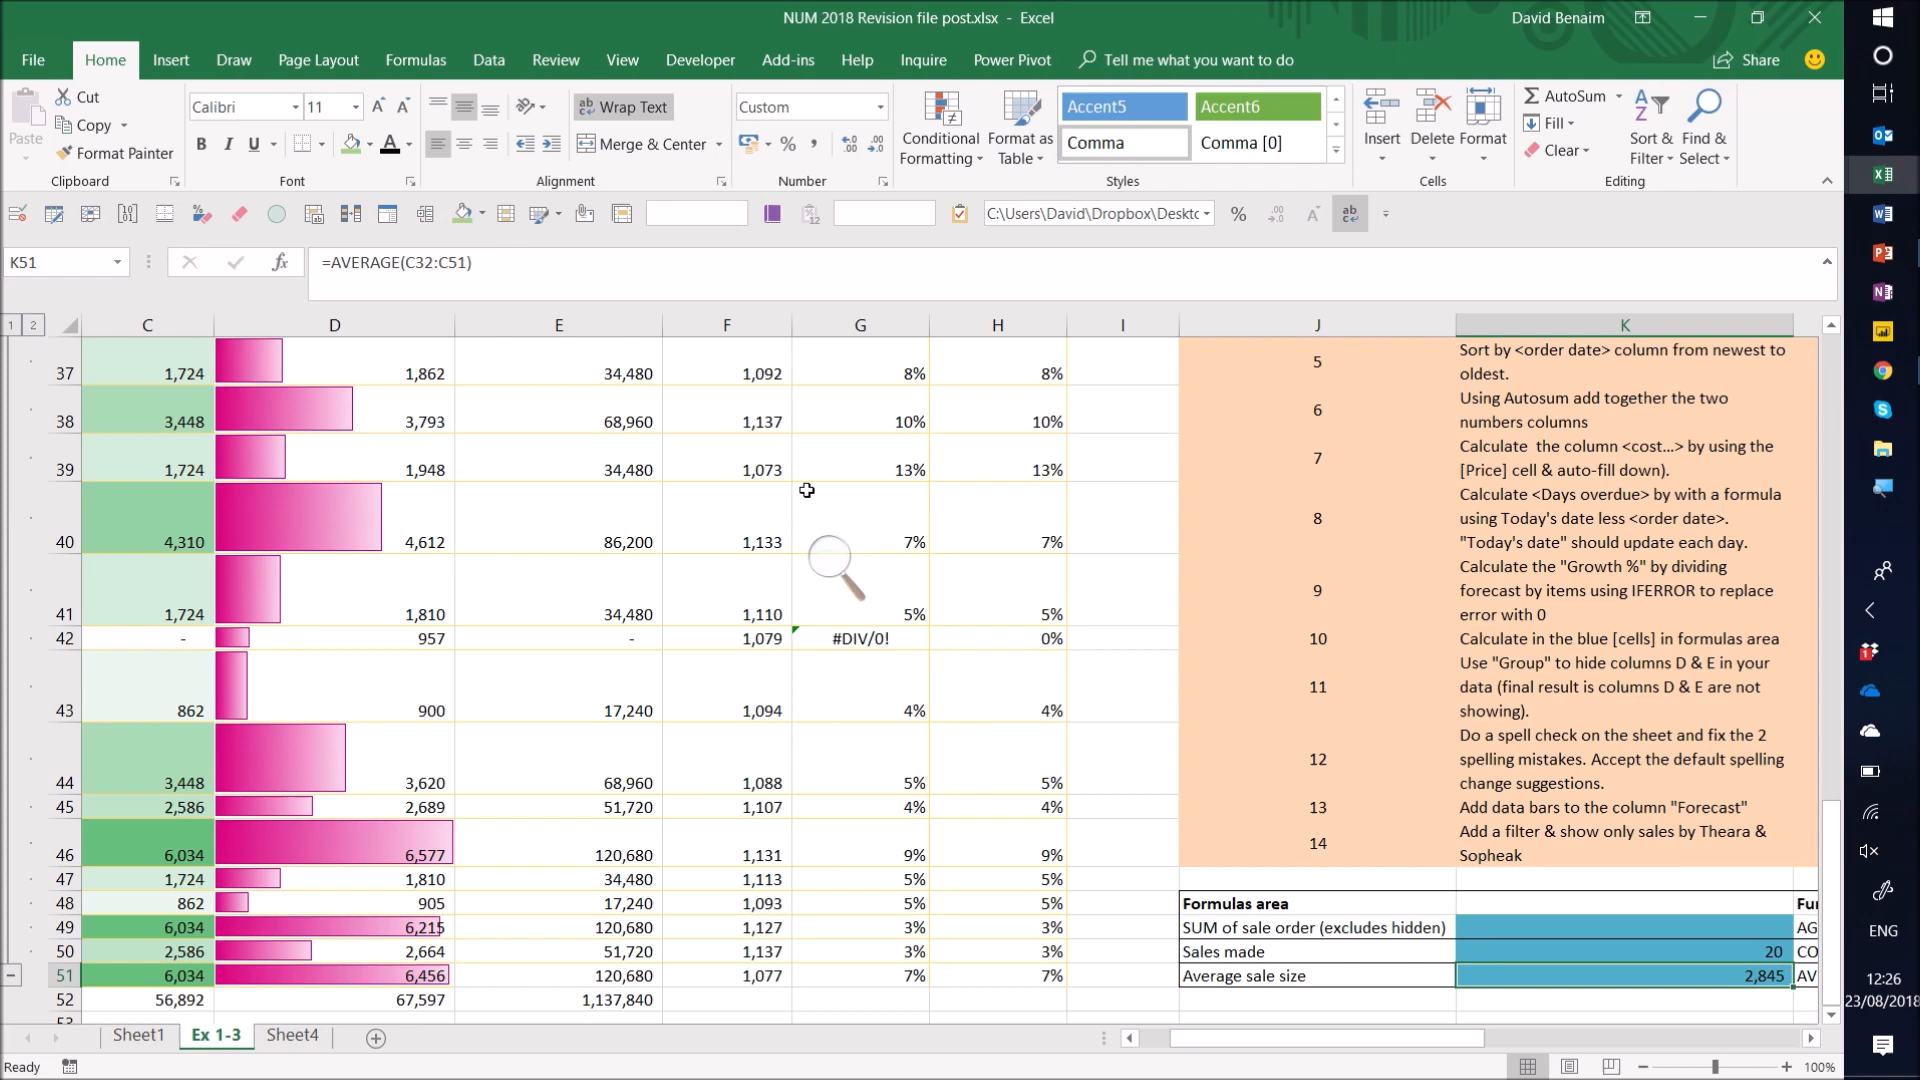 NUM 2018 Revision file post.xlsx - Excel
David Benaim
File Home Insert Draw Page Layout Formulas Data Review View Developer Add-ins Help Inquire Power Pivot Tell me what you want to do Share
Paste
Cut
Copy
Format Painter
Clipboard
Calibri 11
B I U
Font
Wrap Text
Merge & Center
Alignment
Custom
Number
Conditional Formatting
Format as Table
Accent5 Accent6
Comma Comma [0]
Styles
Insert Delete Format
Cells
AutoSum
Fill
Clear
Sort & Filter
Find & Select
Editing
C:\Users\David\Dropbox\Deskto
K51 fx =AVERAGE(C32:C51)
1 2 C D E F G H I J K
37 1,724 1,862 34,480 1,092 8% 8%
38 3,448 3,793 68,960 1,137 10% 10%
39 1,724 1,948 34,480 1,073 13% 13%
40 4,310 4,612 86,200 1,133 7% 7%
41 1,724 1,810 34,480 1,110 5% 5%
42 - 957 - 1,079 #DIV/0! 0%
43 862 900 17,240 1,094 4% 4%
44 3,448 3,620 68,960 1,088 5% 5%
45 2,586 2,689 51,720 1,107 4% 4%
46 6,034 6,577 120,680 1,131 9% 9%
47 1,724 1,810 34,480 1,113 5% 5%
48 862 905 17,240 1,093 5% 5%
49 6,034 6,215 120,680 1,127 3% 3%
50 2,586 2,664 51,720 1,137 3% 3%
51 6,034 6,456 120,680 1,077 7% 7%
52 56,892 67,597 1,137,840
5 Sort by <order date> column from newest to
oldest.
6 Using Autosum add together the two
numbers columns
7 Calculate the column <cost...> by using the
[Price] cell & auto-fill down).
8 Calculate <Days overdue> by with a formula
using Today's date less <order date>.
"Today's date" should update each day.
9 Calculate the "Growth %" by dividing
forecast by items using IFERROR to replace
error with 0
10 Calculate in the blue [cells] in formulas area
11 Use "Group" to hide columns D & E in your
data (final result is columns D & E are not
showing).
12 Do a spell check on the sheet and fix the 2
spelling mistakes. Accept the default spelling
change suggestions.
13 Add data bars to the column "Forecast"
14 Add a filter & show only sales by Theara &
Sopheak
Formulas area Fu
SUM of sale order (excludes hidden) AG
Sales made 20 CO
Average sale size 2,845 AV
Sheet1 Ex 1-3 Sheet4
Ready 100%
ENG
12:26
23/08/2018